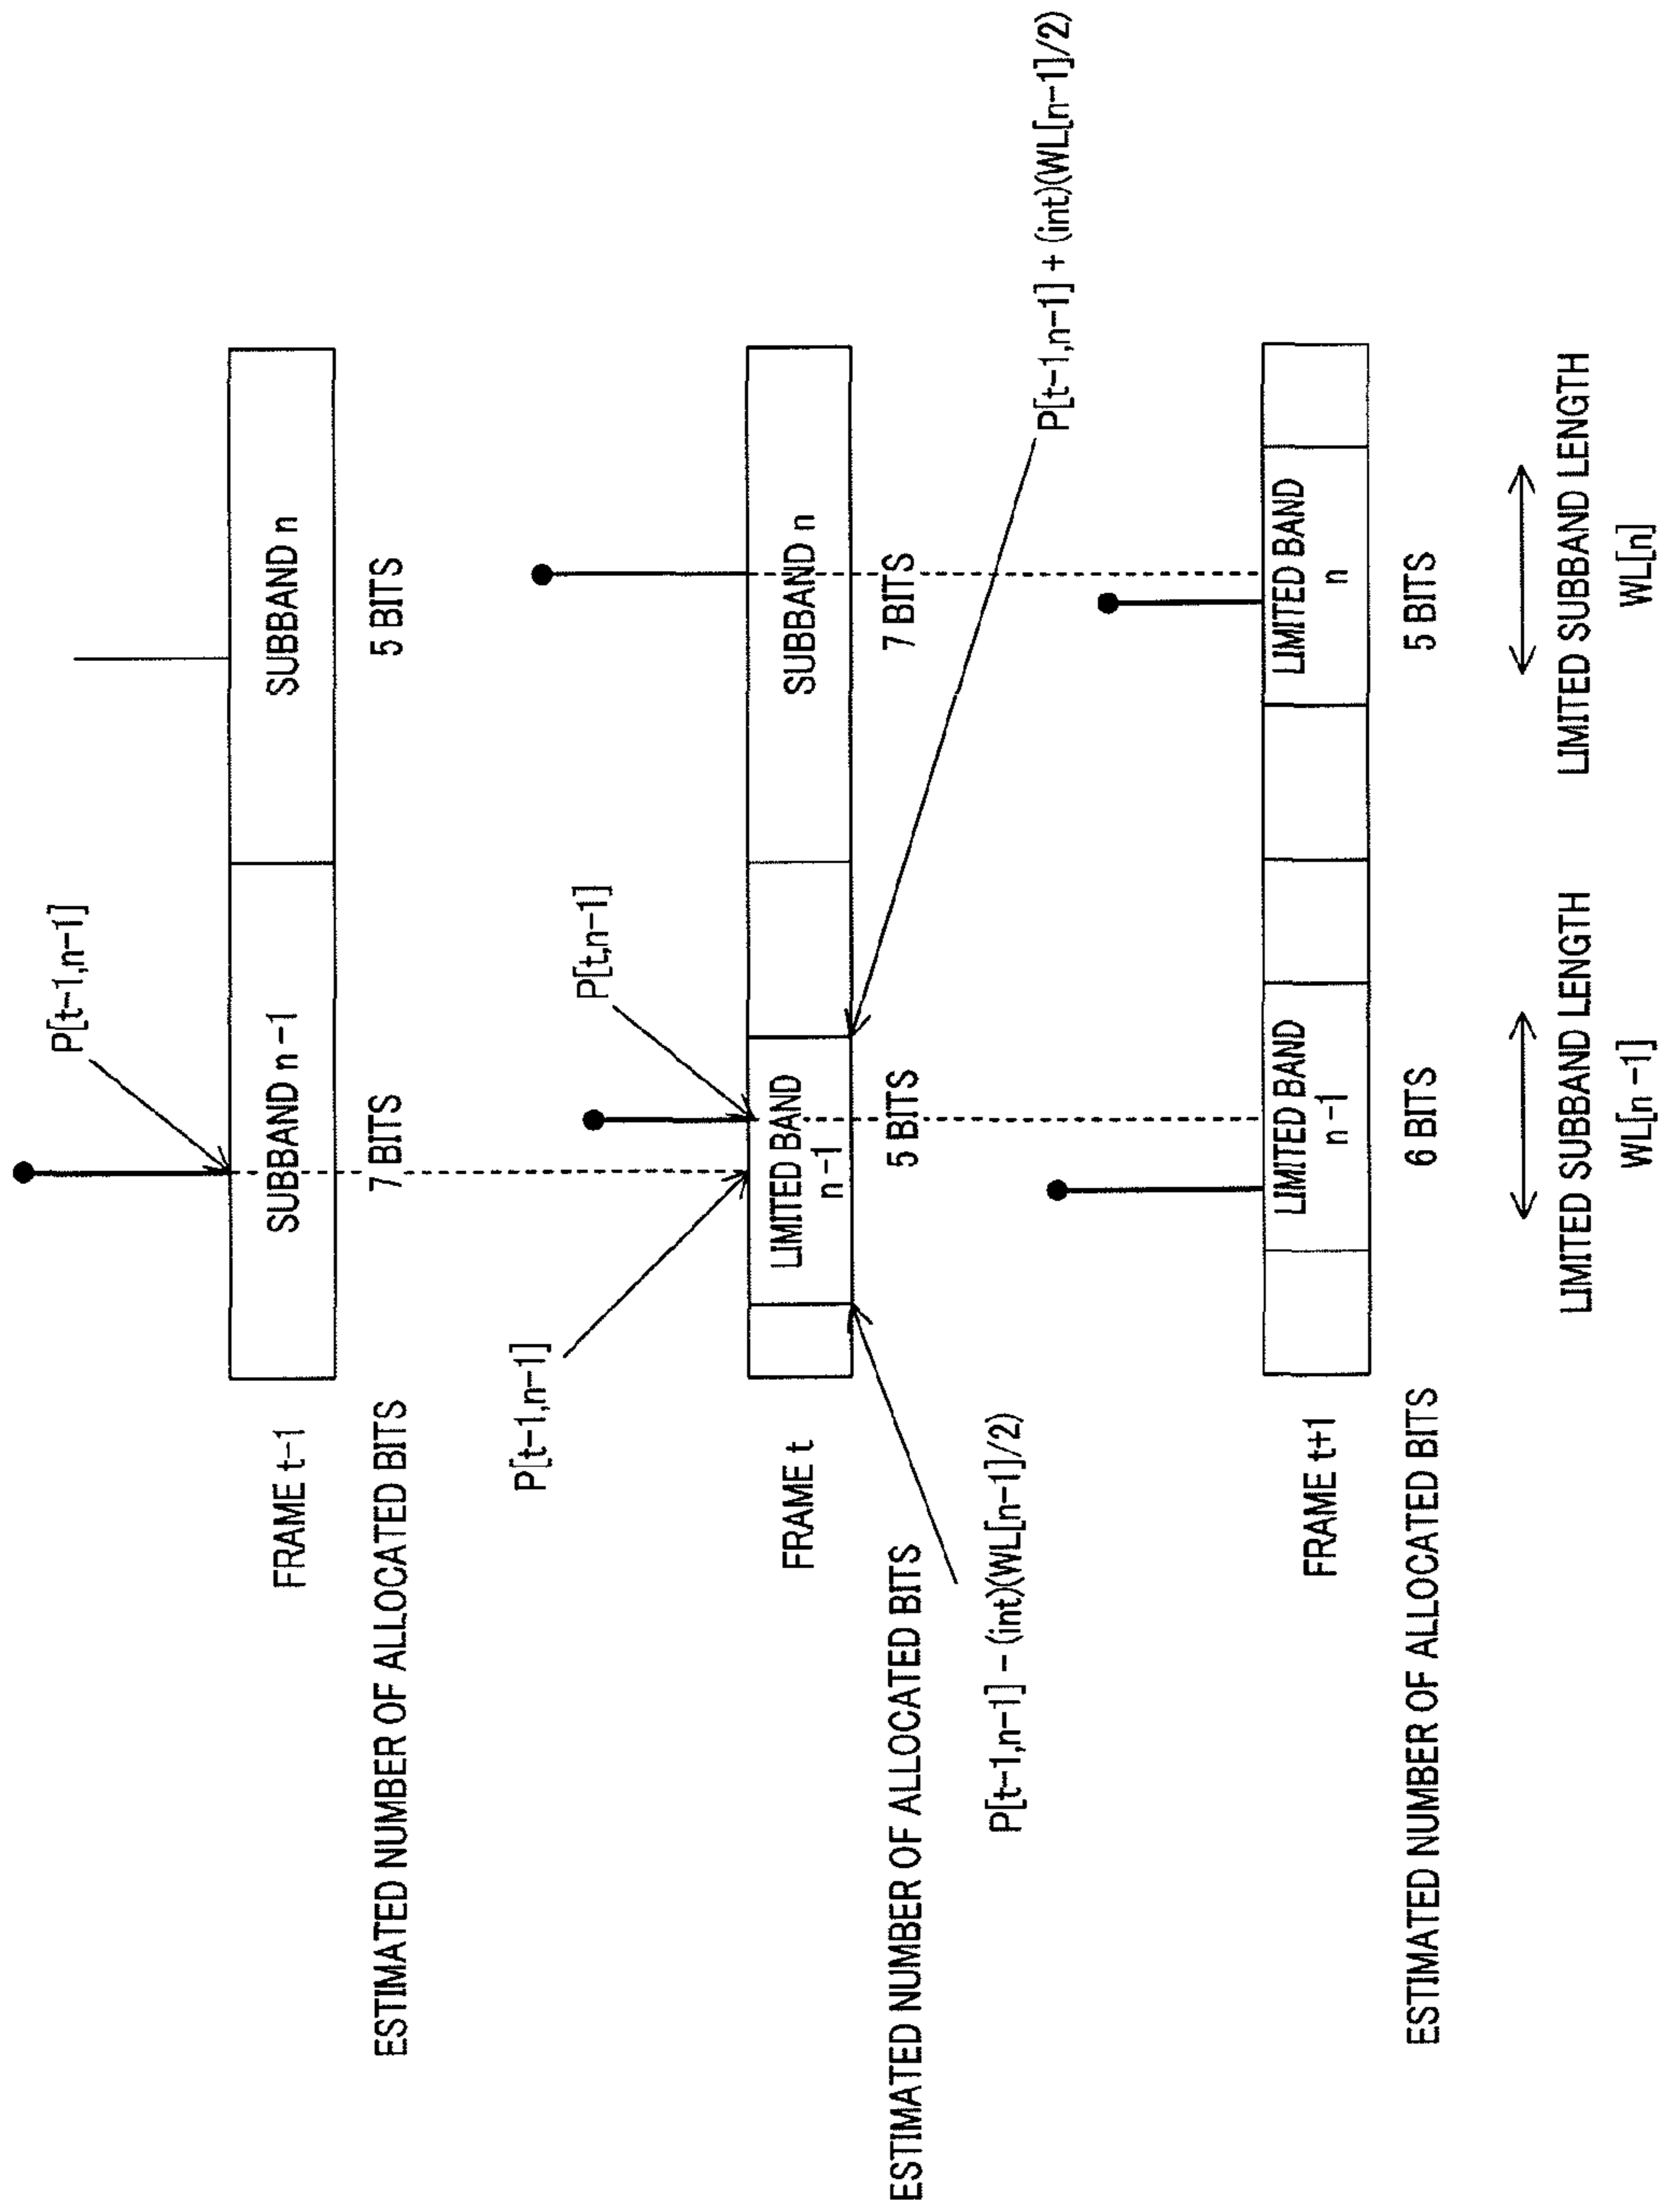 P[t-1,n-1]
FRAME t-1
SUBBAND n-1
SUBBAND n
ESTIMATED NUMBER OF ALLOCATED BITS
7 BITS
5 BITS
P[t-1,n-1]
P[t,n-1]
FRAME t
LIMITED BAND
n-1
SUBBAND n
ESTIMATED NUMBER OF ALLOCATED BITS
5 BITS
7 BITS
P[t-1,n-1] - (int)(WL[n-1]/2)
P[t-1,n-1] + (int)(WL[n-1]/2)
FRAME t+1
LIMITED BAND
n-1
LIMITED BAND
n
ESTIMATED NUMBER OF ALLOCATED BITS
6 BITS
5 BITS
LIMITED SUBBAND LENGTH
WL[n-1]
LIMITED SUBBAND LENGTH
WL[n]